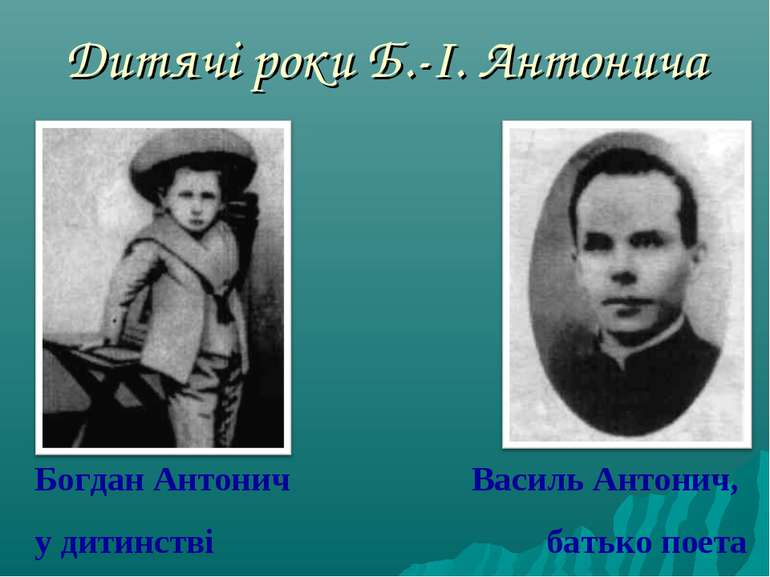 Дитячі роки Б.-І. Антонича
Богдан Антонич
у дитинстві
Василь Антонич,
батько поета